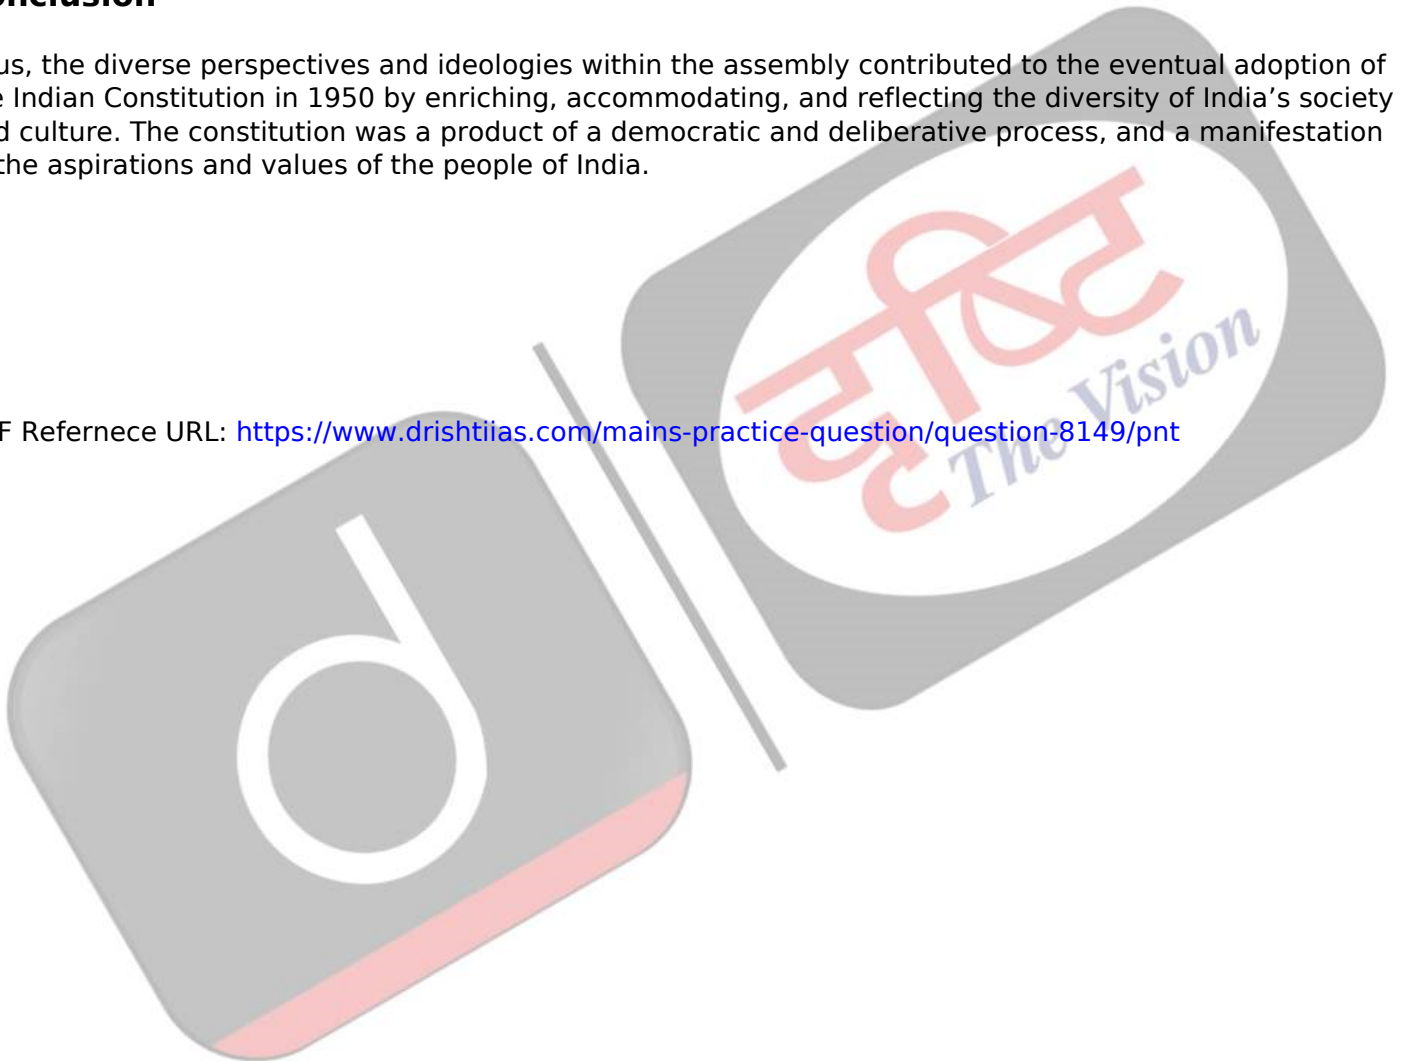 onclusion
us, the diverse perspectives and ideologies within the assembly contributed to the eventual adoption of
e Indian Constitution in 1950 by enriching, accommodating, and reflecting the diversity of India’s society
d culture. The constitution was a product of a democratic and deliberative process, and a manifestation
the aspirations and values of the people of India.
दृष्टि
The Vision
F Refernece URL: https://www.drishtiias.com/mains-practice-question/question-8149/pnt
d